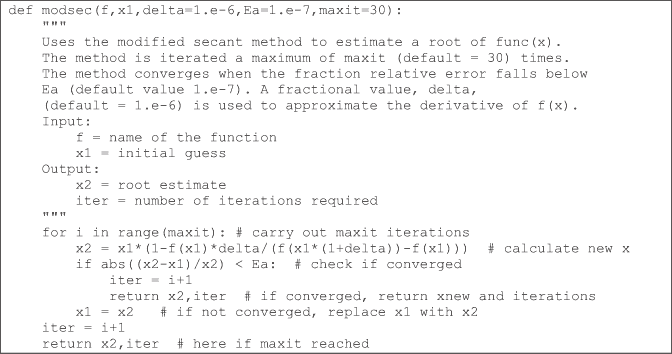 def modsec(f,x1,delta=1.e-6,Ea=1.e-7,maxit=30):
    """
    Uses the modified secant method to estimate a root of func(x).
    The method is iterated a maximum of maxit (default = 30) times.
    The method converges when the fraction relative error falls below
    Ea (default value 1.e-7). A fractional value, delta,
    (default = 1.e-6) is used to approximate the derivative of f(x).
    Input:
        f = name of the function
        x1 = initial guess
    Output:
        x2 = root estimate
        iter = number of iterations required
    """
    for i in range(maxit): # carry out maxit iterations
        x2 = x1*(1-f(x1)*delta/(f(x1*(1+delta))-f(x1)))  # calculate new x
        if abs((x2-x1)/x2) < Ea:  # check if converged
            iter = i+1
            return x2,iter  # if converged, return xnew and iterations
        x1 = x2   # if not converged, replace x1 with x2
    iter = i+1
    return x2,iter  # here if maxit reached